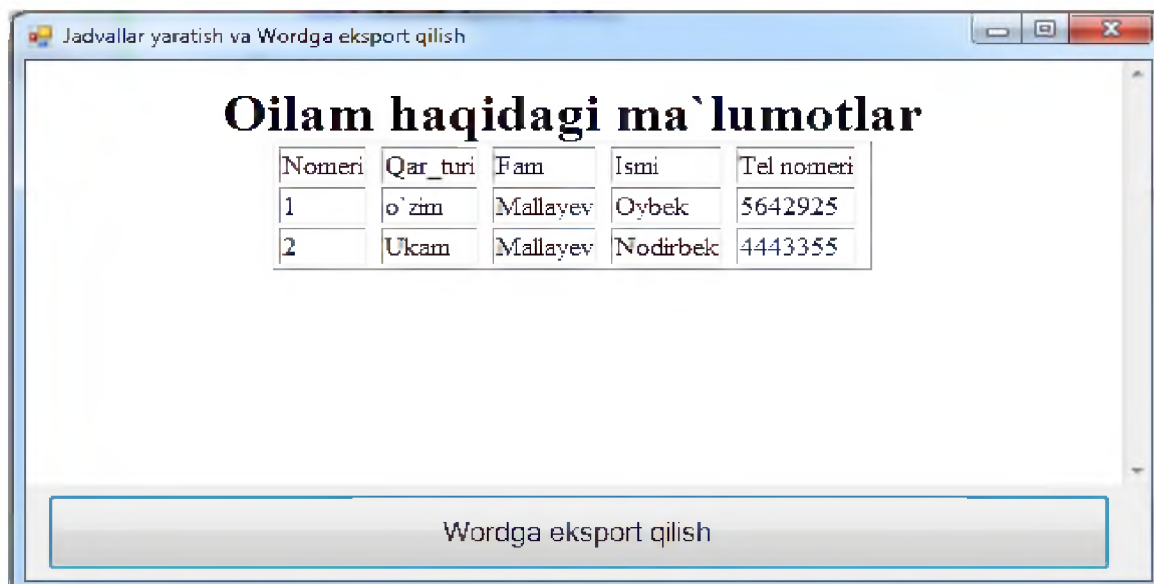 Jadvallar yaratish va Wordga eksport qilish
Oilam haqidagi ma`lumotlar
Nomeri Qar_turi Fam Ismi Tel nomeri
1 o`zim Mallayev Oybek 5642925
2 Ukam Mallayev Nodirbek 4443355
Wordga eksport qilish